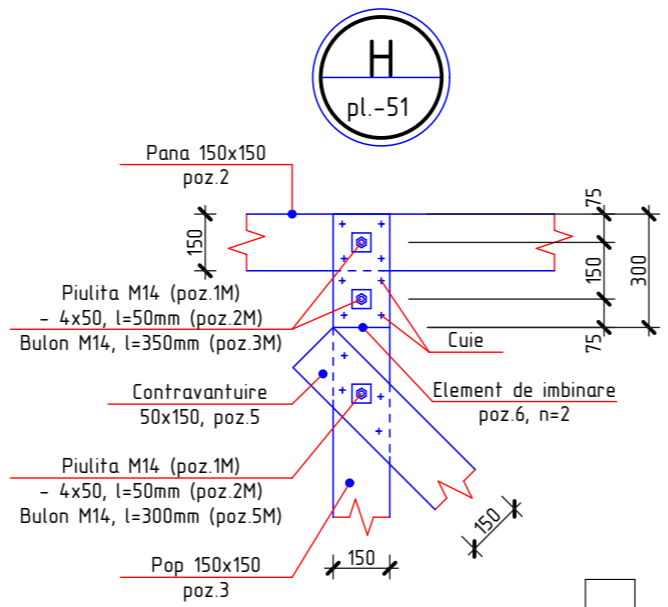 H
pl.-51
Pana 150x150
poz.2
150
75
150
75
300
Piulita M14 (poz.1M)
- 4x50, l=50mm (poz.2M)
Bulon M14, l=350mm (poz.3M)
Cuie
Contravantuire
50x150, poz.5
Element de imbinare
poz.6, n=2
Piulita M14 (poz.1M)
- 4x50, l=50mm (poz.2M)
Bulon M14, l=300mm (poz.5M)
150
Pop 150x150
poz.3
150